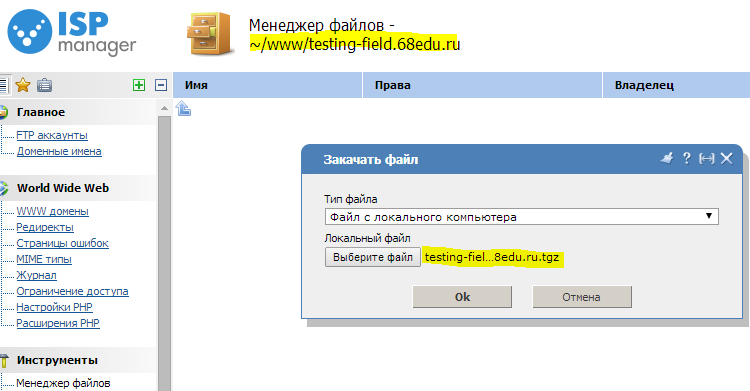 ISP
manager
Менеджер файлов -
~/www/testing-field.68edu.ru
Имя Права Владелец
Главное
FTP аккаунты
Доменные имена
World Wide Web
WWW домены
Редиректы
Страницы ошибок
MIME типы
Журнал
Ограничение доступа
Настройки PHP
Расширения PHP
Инструменты
Менеджер файлов
Закачать файл
Тип файла
Файл с локального компьютера
Локальный файл
Выберите файл testing-fiel...8edu.ru.tgz
Ok Отмена